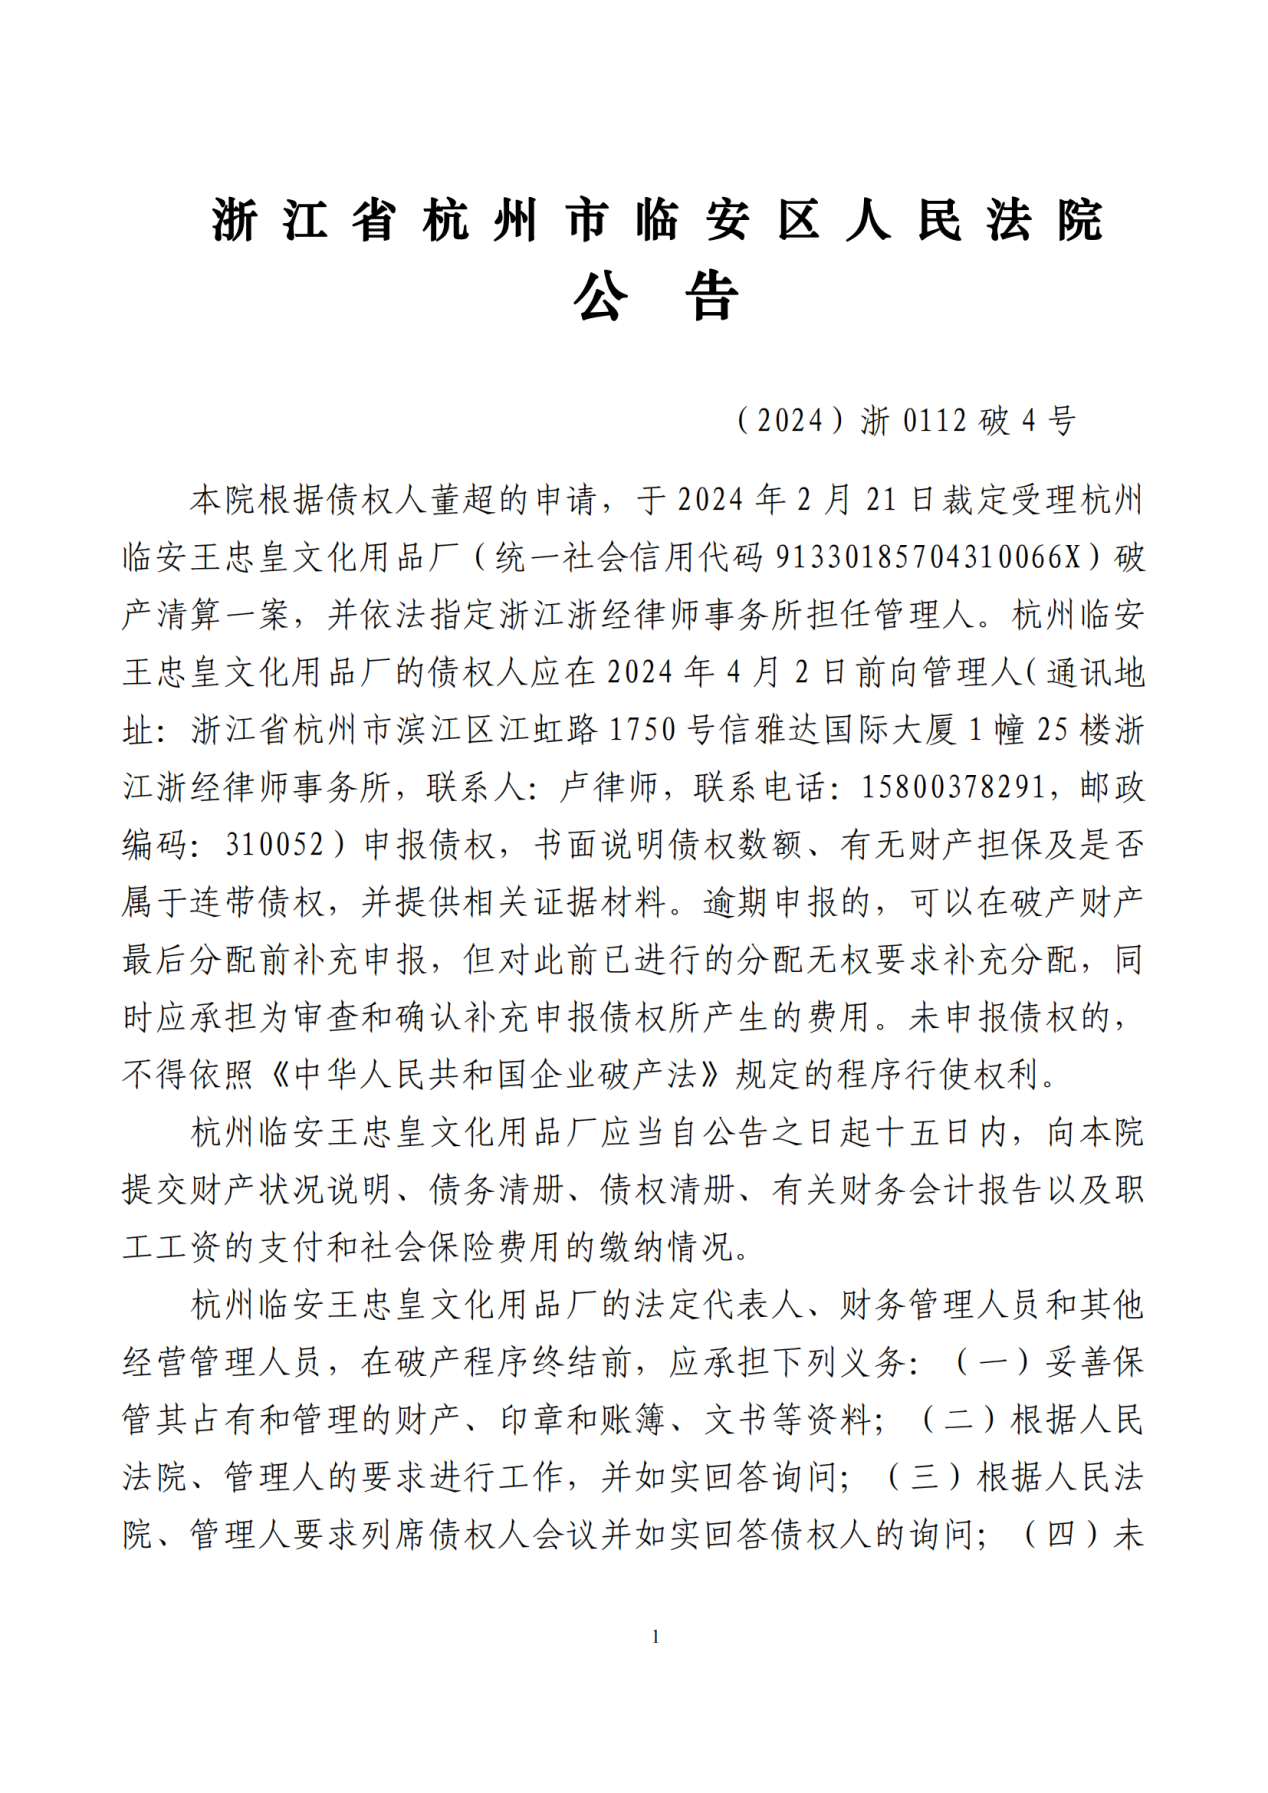 浙江省杭州市临安区人民法院
公 告
（2024）浙 0112 破 4 号
本院根据债权人董超的申请，于 2024 年 2 月 21 日裁定受理杭州
临安王忠皇文化用品厂（统一社会信用代码 91330185704310066X）破
产清算一案，并依法指定浙江浙经律师事务所担任管理人。杭州临安
王忠皇文化用品厂的债权人应在 2024 年 4 月 2 日前向管理人（通讯地
址：浙江省杭州市滨江区江虹路 1750 号信雅达国际大厦 1 幢 25 楼浙
江浙经律师事务所，联系人：卢律师，联系电话：15800378291，邮政
编码：310052）申报债权，书面说明债权数额、有无财产担保及是否
属于连带债权，并提供相关证据材料。逾期申报的，可以在破产财产
最后分配前补充申报，但对此前已进行的分配无权要求补充分配，同
时应承担为审查和确认补充申报债权所产生的费用。未申报债权的，
不得依照《中华人民共和国企业破产法》规定的程序行使权利。
杭州临安王忠皇文化用品厂应当自公告之日起十五日内，向本院
提交财产状况说明、债务清册、债权清册、有关财务会计报告以及职
工工资的支付和社会保险费用的缴纳情况。
杭州临安王忠皇文化用品厂的法定代表人、财务管理人员和其他
经营管理人员，在破产程序终结前，应承担下列义务：（一）妥善保
管其占有和管理的财产、印章和账簿、文书等资料；（二）根据人民
法院、管理人的要求进行工作，并如实回答询问；（三）根据人民法
院、管理人要求列席债权人会议并如实回答债权人的询问；（四）未
1